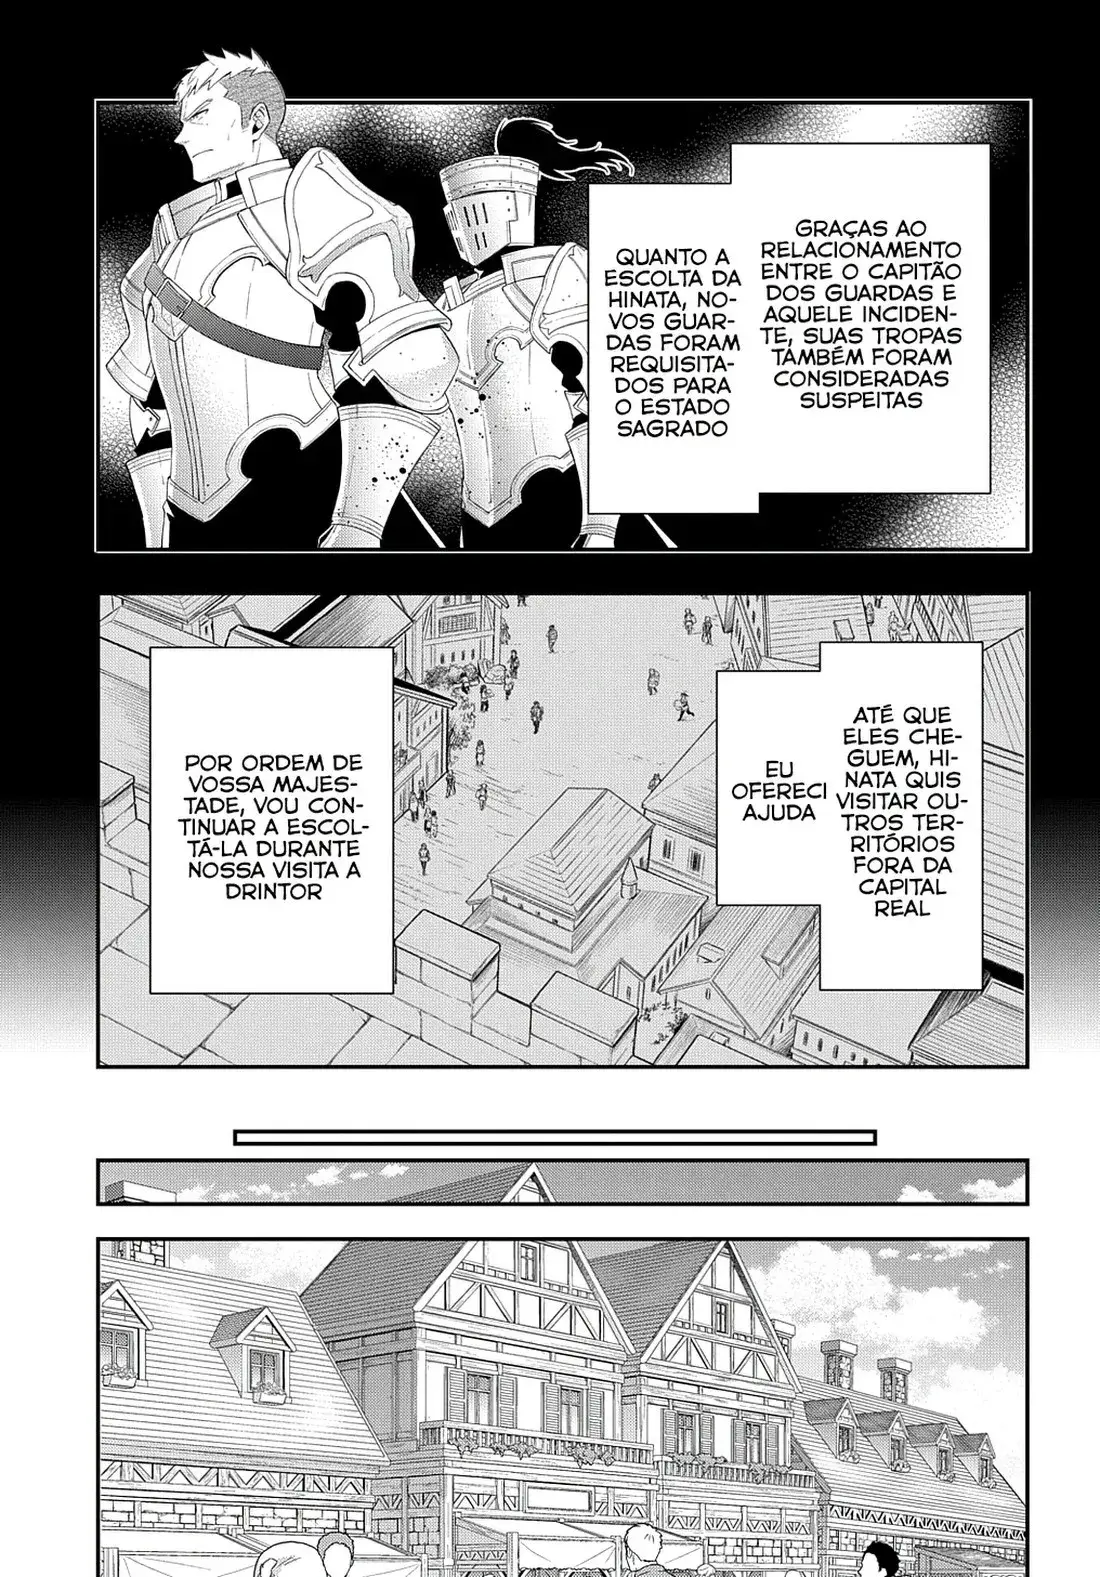 GRAÇAS AO
RELACIONAMENTO
ENTRE O CAPITÃO
DOS GUARDAS E
AQUELE INCIDEN-
TE, SUAS TROPAS
TAMBÉM FORAM
CONSIDERADAS
SUSPEITAS
QUANTO A
ESCOLTA DA
HINATA, NO-
VOS GUAR-
DAS FORAM
REQUISITA-
DOS PARA
O ESTADO
SAGRADO
ATÉ QUE
ELES CHE-
GUEM, HI-
NATA QUIS
VISITAR OU-
TROS TER-
RITÓRIOS
FORA DA
CAPITAL
REAL
EU
OFERECI
AJUDA
POR ORDEM DE
VOSSA MAJES-
TADE, VOU CON-
TINUAR A ESCOL-
TÁ-LA DURANTE
NOSSA VISITA A
DRINTOR